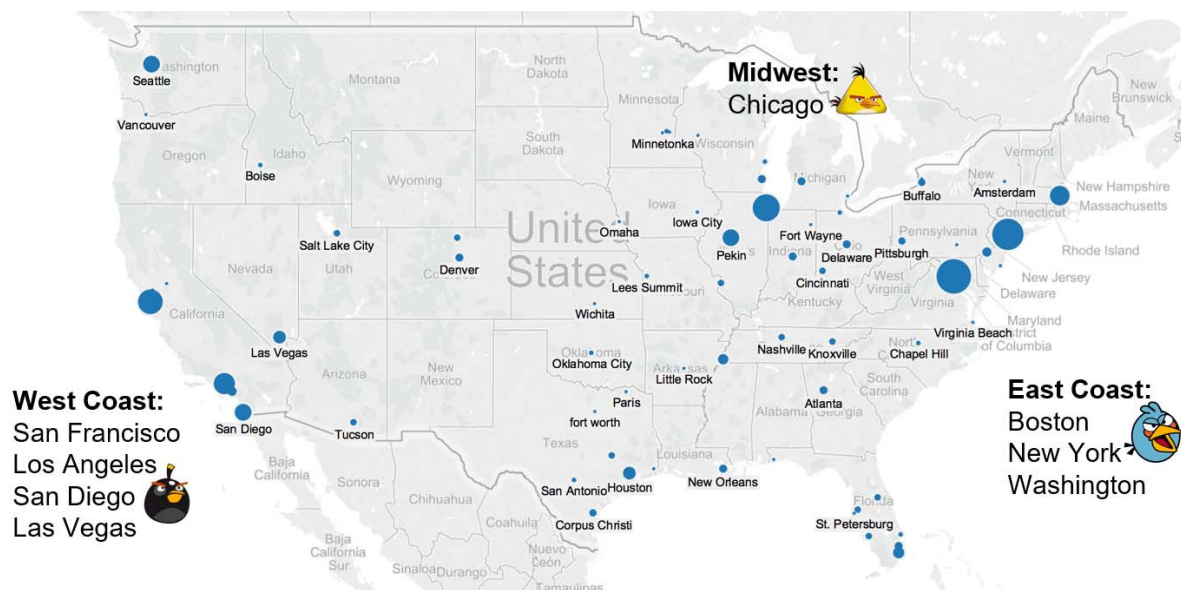 Midwest:
Chicago
West Coast:
San Francisco
Los Angeles
San Diego
Las Vegas
East Coast:
Boston
New York
Washington
United
States
Seattle
Washington
Montana
North
Dakota
Minnesota
New
Brunswick
Maine
Vancouver
Oregon
Idaho
Boise
Wyoming
South
Dakota
Minnetonka
Wisconsin
Michigan
Vermont
New
Buffalo
Amsterdam
New Hampshire
Massachusetts
Connecticut
Rhode Island
Iowa
Iowa City
Omaha
Fort Wayne
Pennsylvania
Pittsburgh
Delaware
Ohio
Pekin
Indiana
Cincinnati
Salt Lake City
Utah
Nevada
Denver
Lees Summit
Kentucky
West
Virginia
Virginia
New Jersey
Delaware
Maryland
of Columbia
California
Las Vegas
Wichita
Virginia Beach
Nashville
Knoxville
Chapel Hill
Arizona
New
Mexico
Oklahoma
Oklahoma City
Arkansas
Little Rock
South
Carolina
Atlanta
Alabama
Georgia
San Diego
Tucson
Paris
fort worth
Texas
Louisiana
Baja
California
Sonora
Chihuahua
San Antonio
Houston
New Orleans
Corpus Christi
Coahuila
Florida
St. Petersburg
Baja
California
Sur
Sinaloa
Durango
Nuevo
León
Tamaulipas